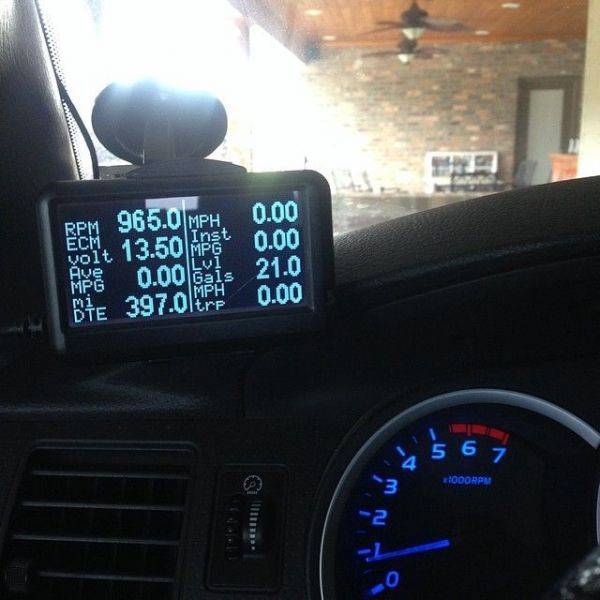 RPM 965.0 MPH 0.00
ECM volt 13.50 Inst MPG 0.00
Ave MPG 0.00 Lvl Gals 21.0
mi DTE 397.0 MPH trp 0.00
7
6
5
4
3
2
1
0
x1000RPM